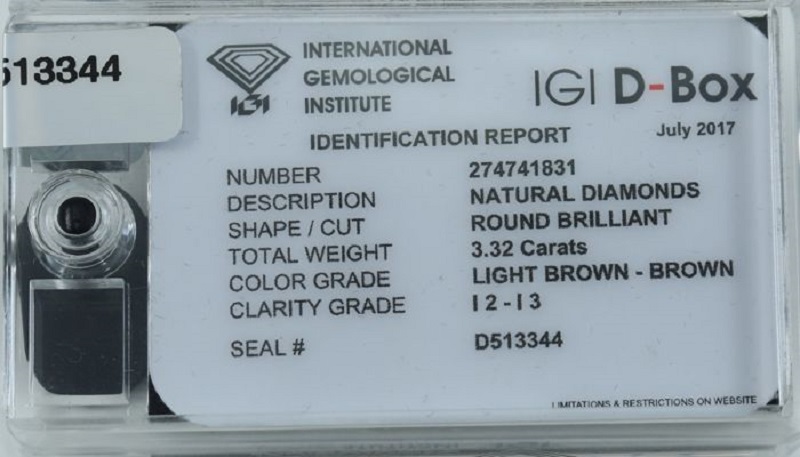 513344
INTERNATIONAL
GEMOLOGICAL
INSTITUTE
IGI
IGI D-Box
IDENTIFICATION REPORT
July 2017
NUMBER 274741831
DESCRIPTION NATURAL DIAMONDS
SHAPE / CUT ROUND BRILLIANT
TOTAL WEIGHT 3.32 Carats
COLOR GRADE LIGHT BROWN - BROWN
CLARITY GRADE I 2 - I 3
SEAL # D513344
LIMITATIONS & RESTRICTIONS ON WEBSITE